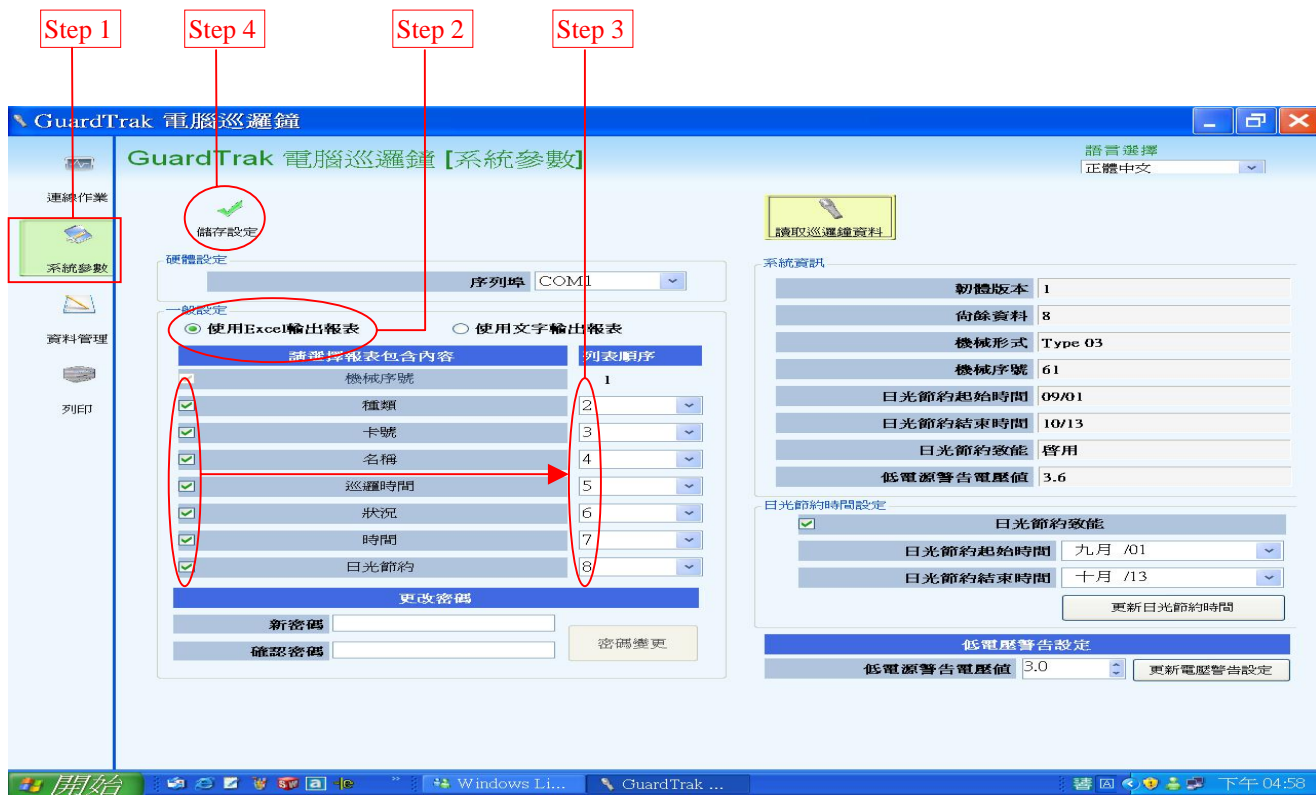 Step 1
Step 4
Step 2
Step 3
GuardTrak 電腦巡邏鐘
GuardTrak 電腦巡邏鐘 [系統參數]
語言選擇
正體中文
連線作業
系統參數
資料管理
列印
儲存設定
讀取巡邏鐘資料
硬體設定
序列埠 COM1
一般設定
使用Excel輸出報表 使用文字輸出報表
請選擇報表包含內容 列表順序
機械序號 1
種類 2
卡號 3
名稱 4
巡邏時間 5
狀況 6
時間 7
日光節約 8
更改密碼
新密碼
確認密碼
密碼變更
系統資訊
韌體版本 1
尚餘資料 8
機械形式 Type 03
機械序號 61
日光節約起始時間 09/01
日光節約結束時間 10/13
日光節約致能 啓用
低電源警告電壓值 3.6
日光節約時間設定
日光節約致能
日光節約起始時間 九月 /01
日光節約結束時間 十月 /13
更新日光節約時間
低電壓警告設定
低電源警告電壓值 3.0 更新電壓警告設定
開始 Windows Li... GuardTrak ... 下午 04:58